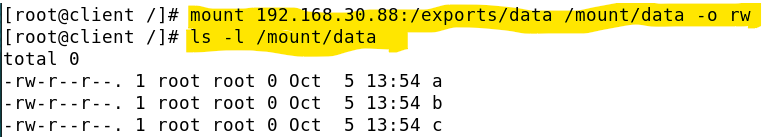 [root@client /]# mount 192.168.30.88:/exports/data /mount/data -o rw
[root@client /]# ls -l /mount/data
total 0
-rw-r--r--. 1 root root 0 Oct  5 13:54 a
-rw-r--r--. 1 root root 0 Oct  5 13:54 b
-rw-r--r--. 1 root root 0 Oct  5 13:54 c